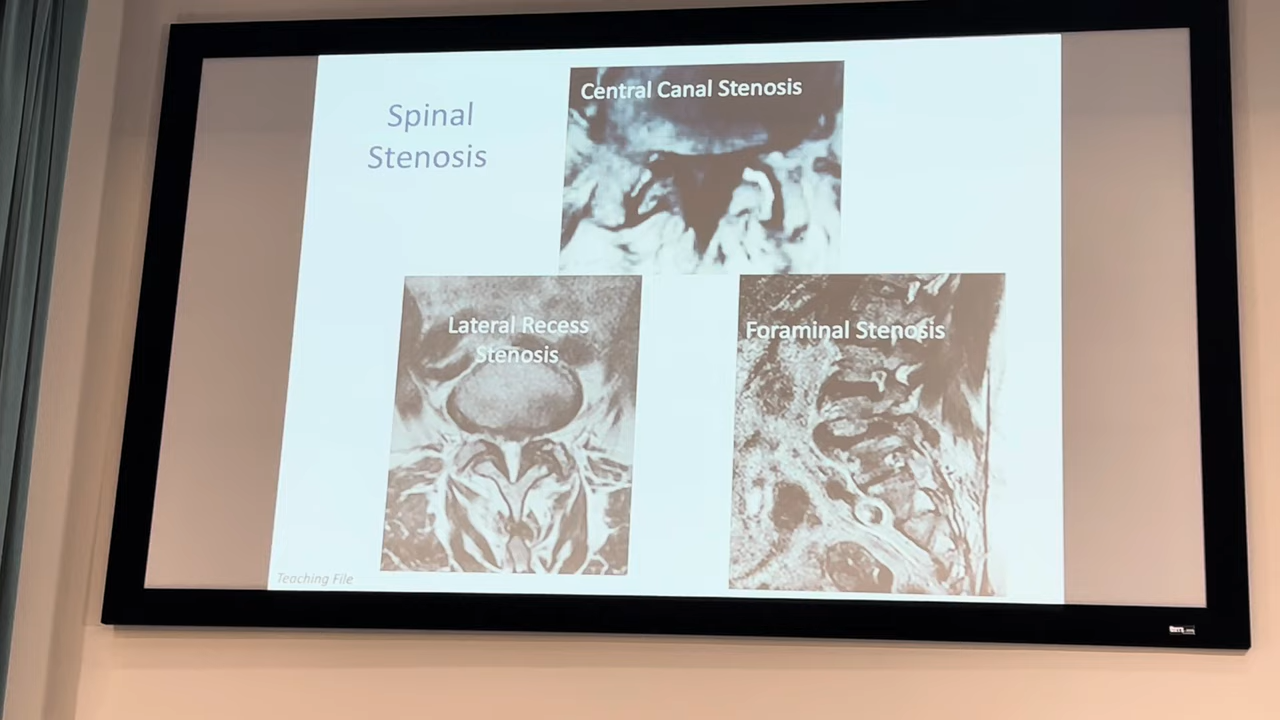 Spinal
Stenosis
Central Canal Stenosis
Lateral Recess
Stenosis
Foraminal Stenosis
Teaching File